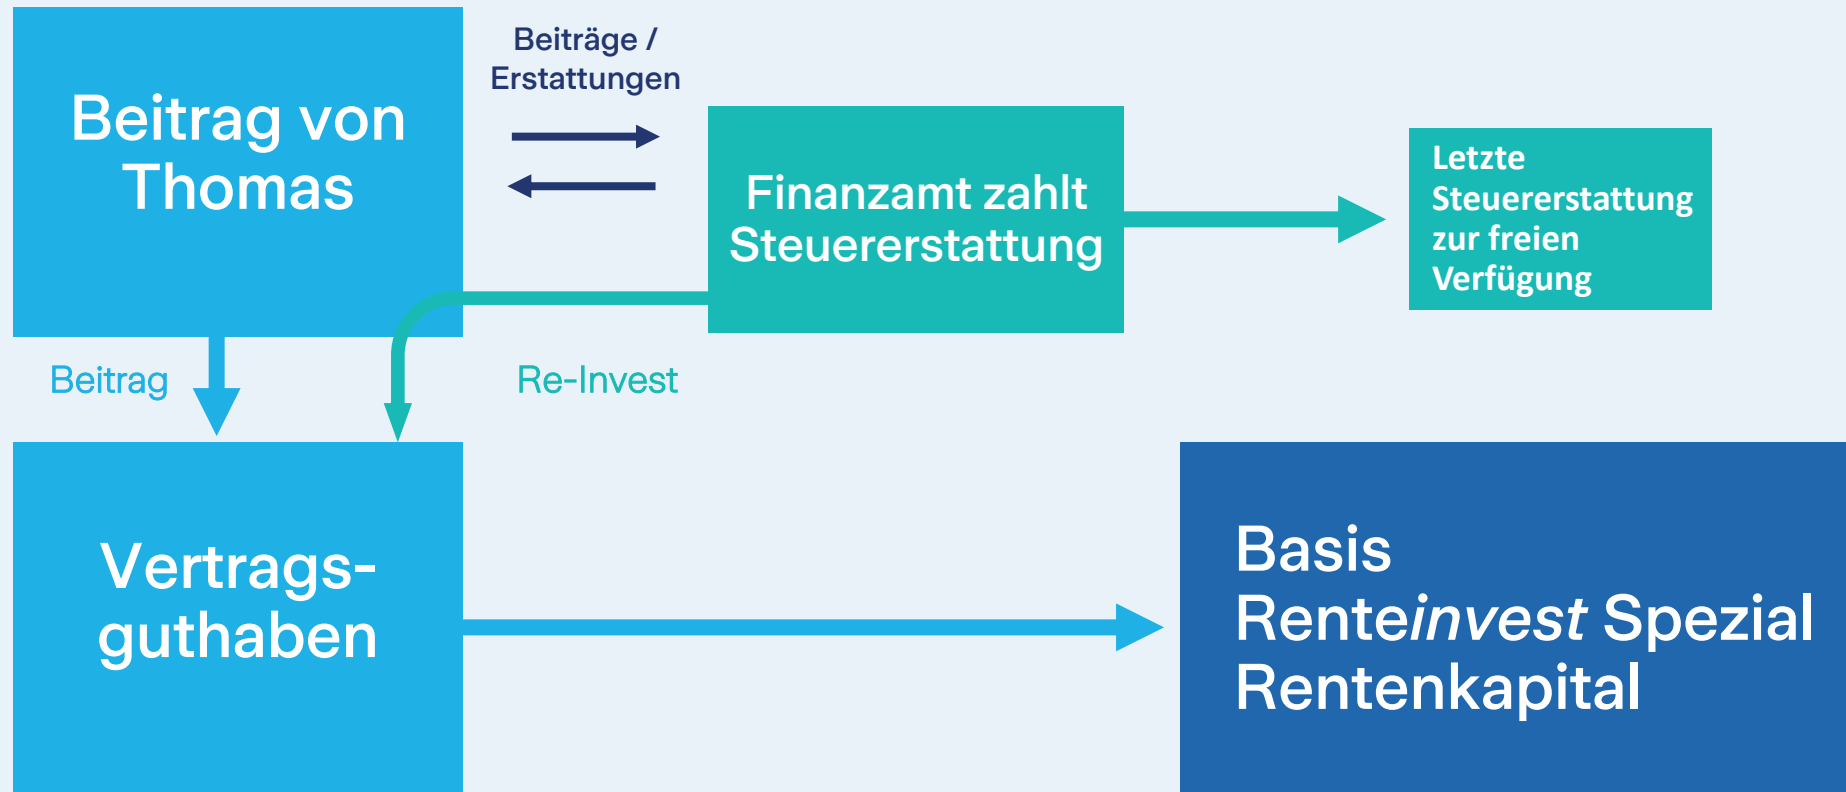 Beitrag von
Thomas
Beiträge /
Erstattungen
Finanzamt zahlt
Steuererstattung
Letzte
Steuererstattung
zur freien
Verfügung
Beitrag
Re-Invest
Vertrags-
guthaben
Basis
Renteinvest Spezial
Rentenkapital